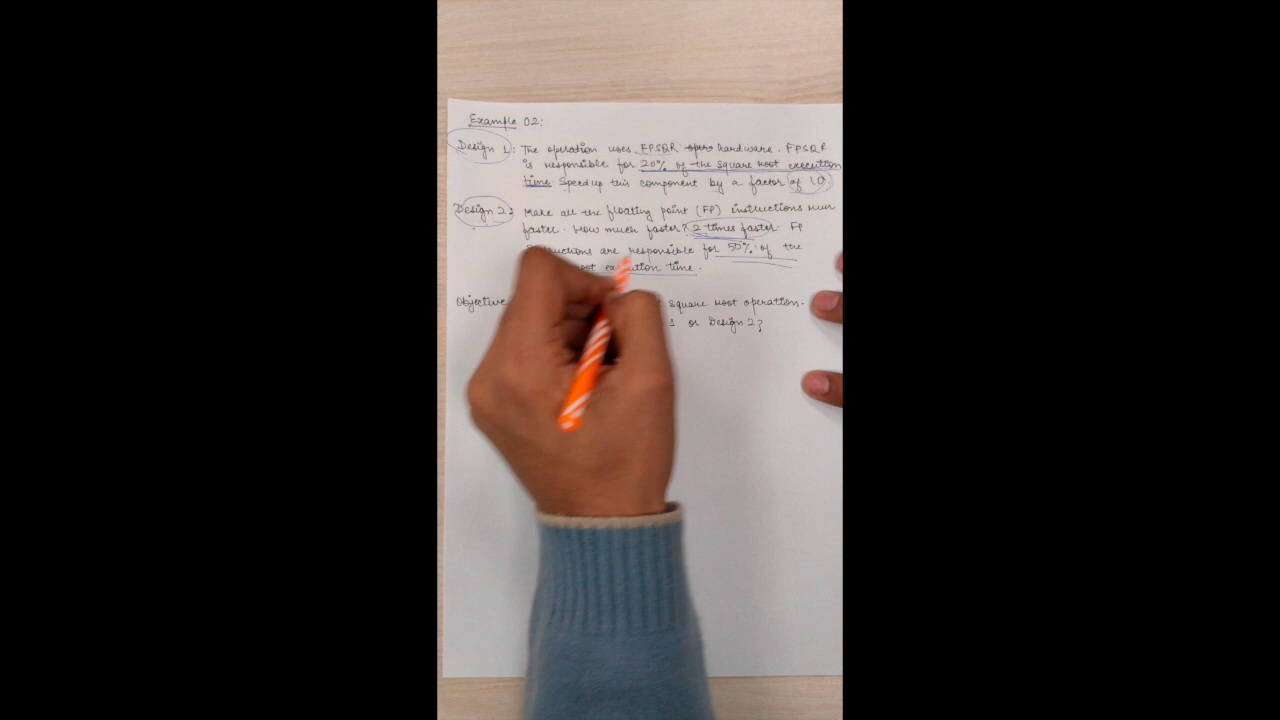 Example 02:
Design 1: The operation uses FPSQR oper hardware. FPSQR
is responsible for 20% of the square root execution
time. Speedup this component by a factor of 10
Design 2: Make all the floating point (FP) instructions run
faster. How much faster? 2 times faster. FP
are responsible for 50% of the
execution time.
Objective square root operation.
1 or Design 2?